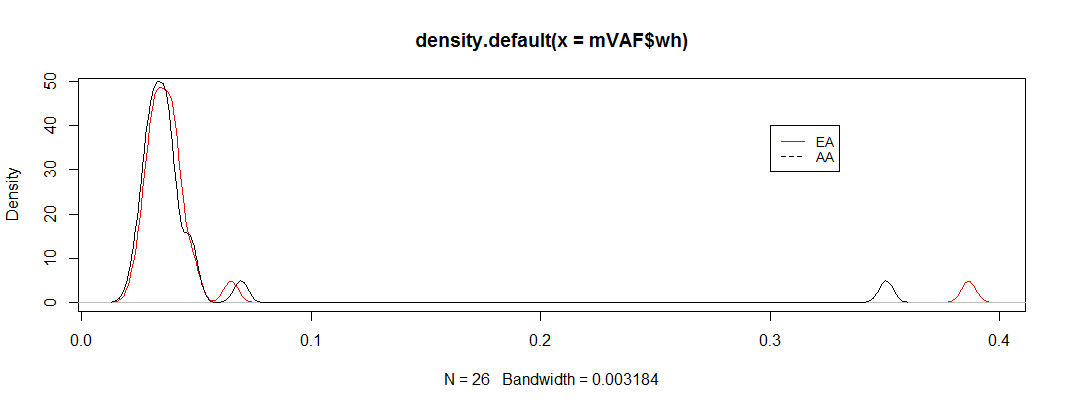 density.default(x = mVAF$wh)
Density
50
40
30
20
10
0
EA
AA
0.0 0.1 0.2 0.3 0.4
N = 26 Bandwidth = 0.003184